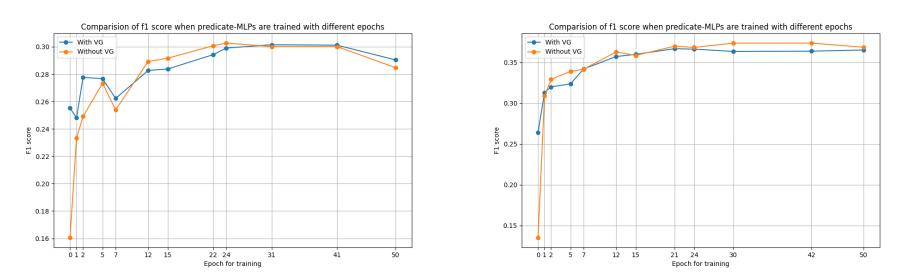 Comparision of f1 score when predicate-MLPs are trained with different epochs
With VG
Without VG
0.30
0.28
0.26
0.24
0.22
0.20
0.18
0.16
F1 score
0 1 2 5 7 12 15 22 24 31 41 50
Epoch for training
Comparison of f1 score when predicate-MLPs are trained with different epochs
With VG
Without VG
0.35
0.30
0.25
0.20
0.15
F1 score
0 1 2 5 7 12 15 21 24 30 42 50
Epoch for training